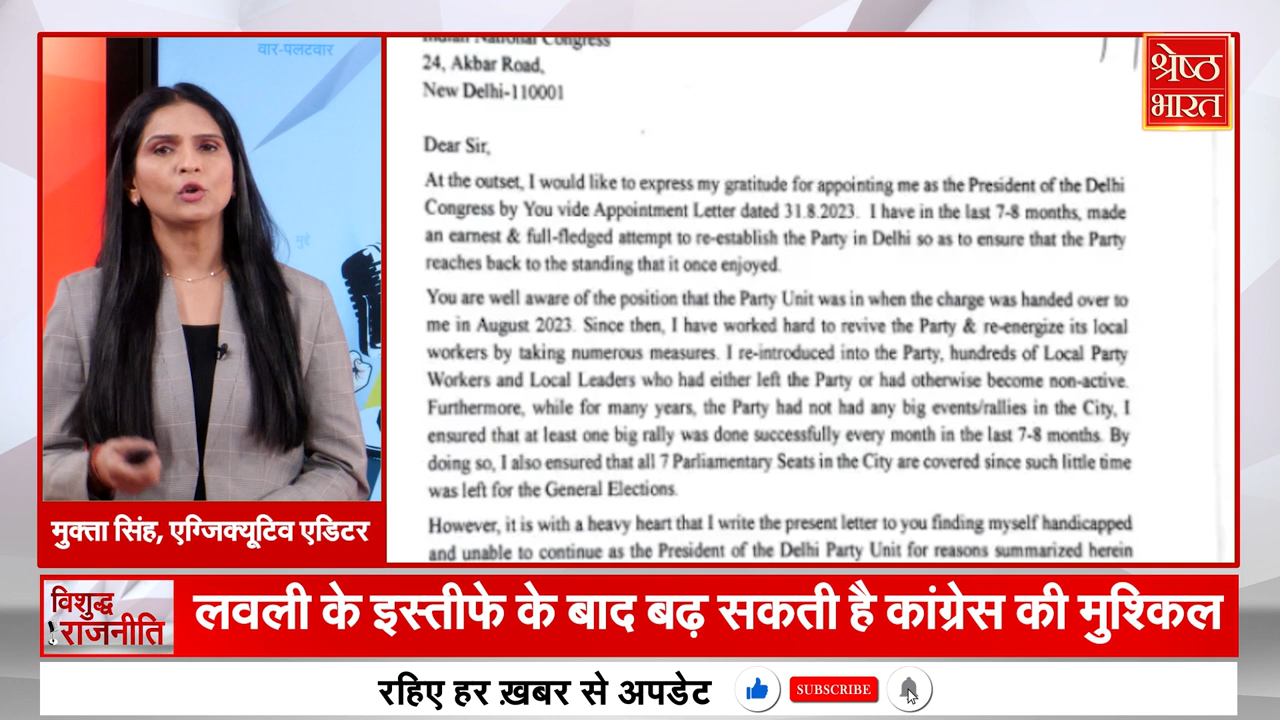 वार-पलटवार
श्रेष्ठ
भारत
Indian National Congress
24, Akbar Road,
New Delhi-110001
Dear Sir,
At the outset, I would like to express my gratitude for appointing me as the President of the Delhi
Congress by You vide Appointment Letter dated 31.8.2023. I have in the last 7-8 months, made
an earnest & full-fledged attempt to re-establish the Party in Delhi so as to ensure that the Party
reaches back to the standing that it once enjoyed.
You are well aware of the position that the Party Unit was in when the charge was handed over to
me in August 2023. Since then, I have worked hard to revive the Party & re-energize its local
workers by taking numerous measures. I re-introduced into the Party, hundreds of Local Party
Workers and Local Leaders who had either left the Party or had otherwise become non-active.
Furthermore, while for many years, the Party had not had any big events/rallies in the City, I
ensured that at least one big rally was done successfully every month in the last 7-8 months. By
doing so, I also ensured that all 7 Parliamentary Seats in the City are covered since such little time
was left for the General Elections.
However, it is with a heavy heart that I write the present letter to you finding myself handicapped
and unable to continue as the President of the Delhi Party Unit for reasons summarized herein
मुक्ता सिंह, एग्जिक्यूटिव एडिटर
विशुद्ध
राजनीति
लवली के इस्तीफे के बाद बढ़ सकती है कांग्रेस की मुश्किल
रहिए हर ख़बर से अपडेट
SUBSCRIBE